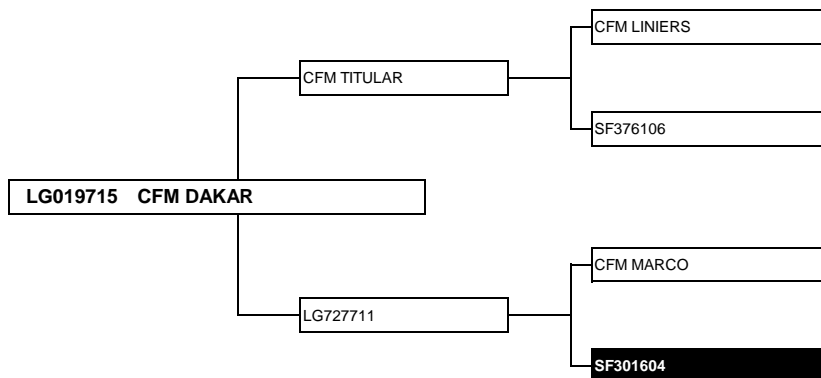 CFM LINIERS
CFM TITULAR
SF376106
LG019715 CFM DAKAR
CFM MARCO
LG727711
SF301604